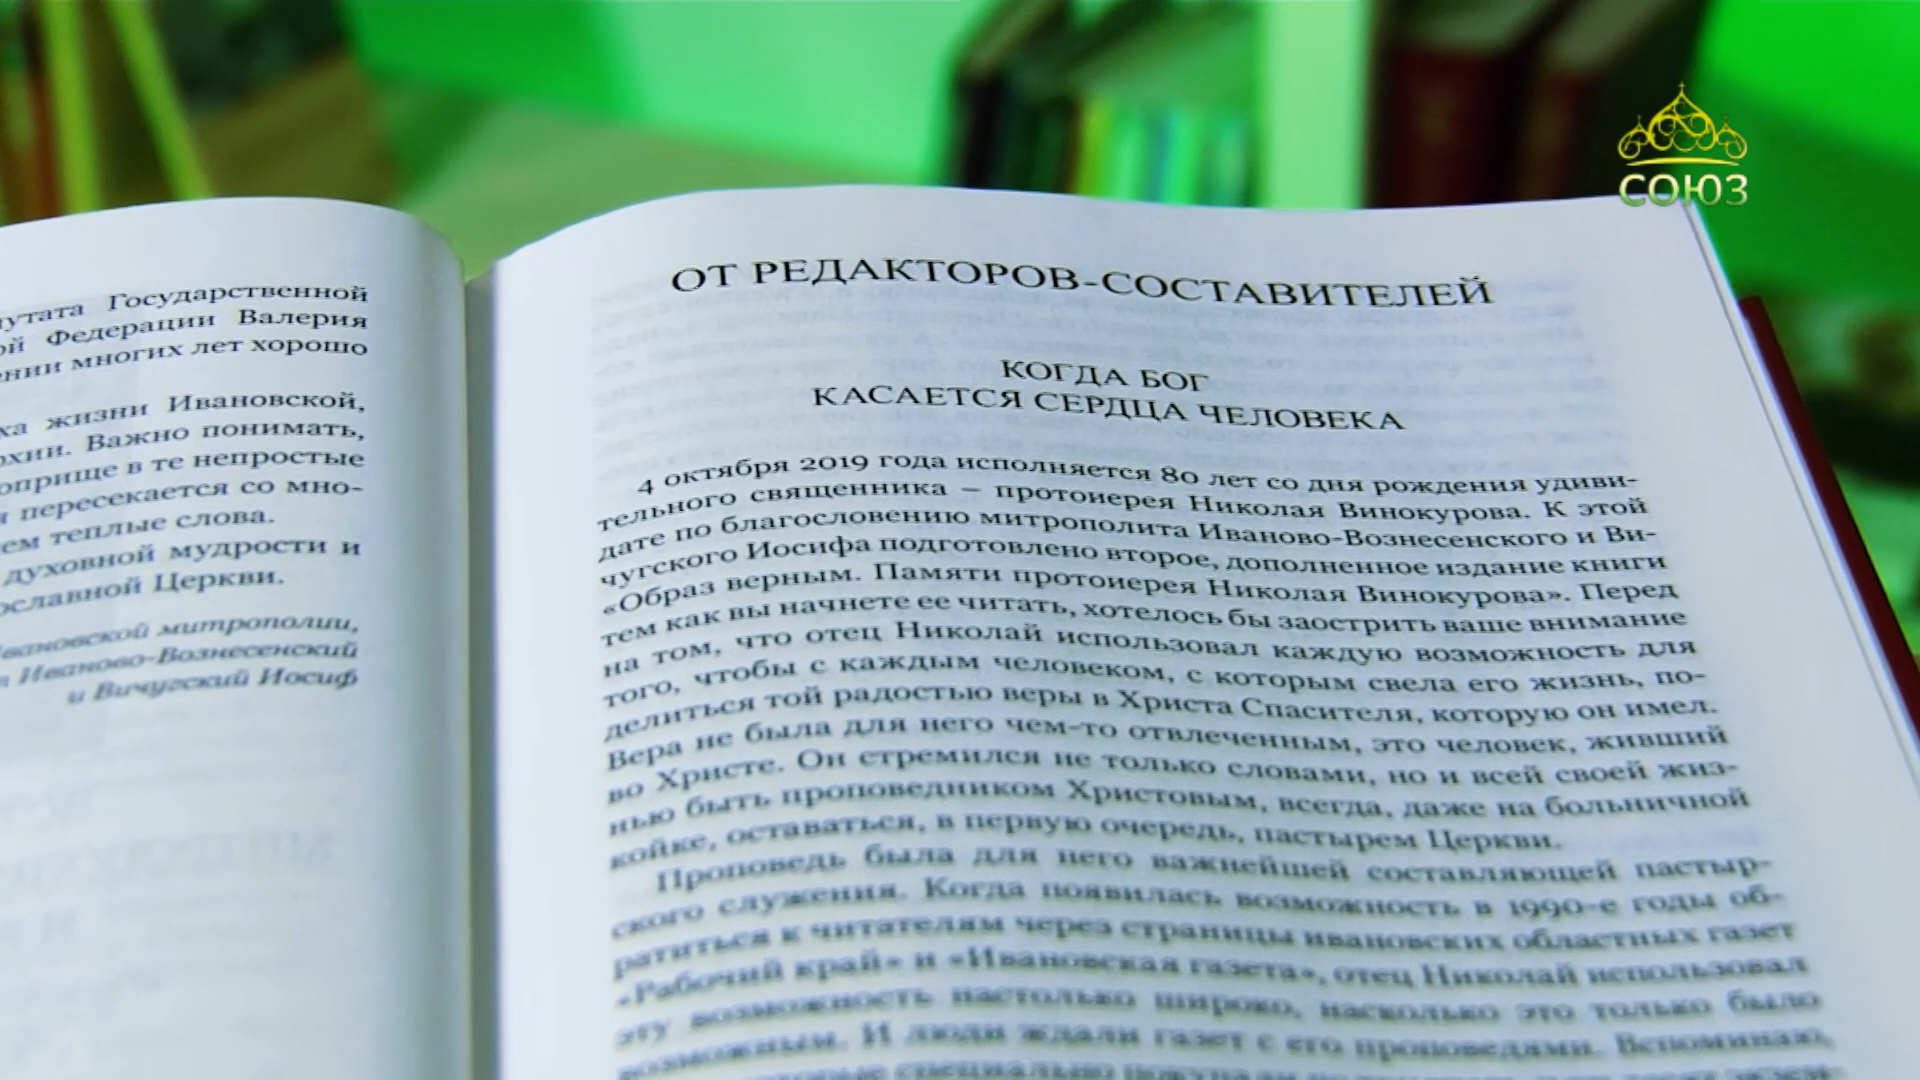 СОЮЗ
Государственной
Федерации Валерия
многих лет хорошо
жизни Ивановской,
Важно понимать,
в те непростые
пересекается со мно-
теплые слова.
духовной мудрости и
Церкви.
митрополии,
Иваново-Вознесенский
и Вичугский Иосиф
ОТ РЕДАКТОРОВ-СОСТАВИТЕЛЕЙ
КОГДА БОГ
КАСАЕТСЯ СЕРДЦА ЧЕЛОВЕКА
4 октября 2019 года исполняется 80 лет со дня рождения удиви-
тельного священника – протоиерея Николая Винокурова. К этой
дате по благословению митрополита Иваново-Вознесенского и Ви-
чугского Иосифа подготовлено второе, дополненное издание книги
«Образ верным. Памяти протоиерея Николая Винокурова». Перед
тем как вы начнете ее читать, хотелось бы заострить ваше внимание
на том, что отец Николай использовал каждую возможность для
того, чтобы с каждым человеком, с которым свела его жизнь, по-
делиться той радостью веры в Христа Спасителя, которую он имел.
Вера не была для него чем-то отвлеченным, это человек, живший
во Христе. Он стремился не только словами, но и всей своей жиз-
нью быть проповедником Христовым, всегда, даже на больничной
койке, оставаться, в первую очередь, пастырем Церкви.
Проповедь была для него важнейшей составляющей пастыр-
ского служения. Когда появилась возможность в 1990-е годы об-
ратиться к читателям через страницы ивановских областных газет
«Рабочий край» и «Ивановская газета», отец Николай использовал
эту возможность настолько широко, насколько это только было
возможным. И люди ждали газет с его проповедями. Вспоминаю,
специально покупали